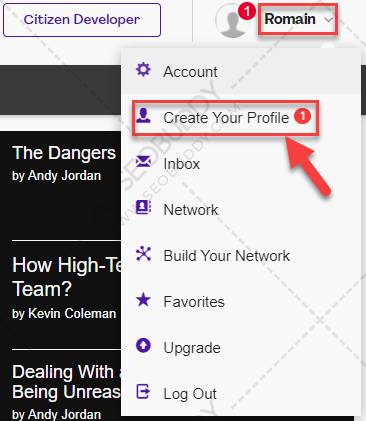 Citizen Developer
1
Romain
Account
Create Your Profile 1
Inbox
Network
Build Your Network
Favorites
Upgrade
Log Out
The Dangers
by Andy Jordan
How High-Te
Team?
by Kevin Coleman
Dealing With a
Being Unreas
by Andy Jordan
SEOBUDDY
WWW.SEOBUDDY.COM